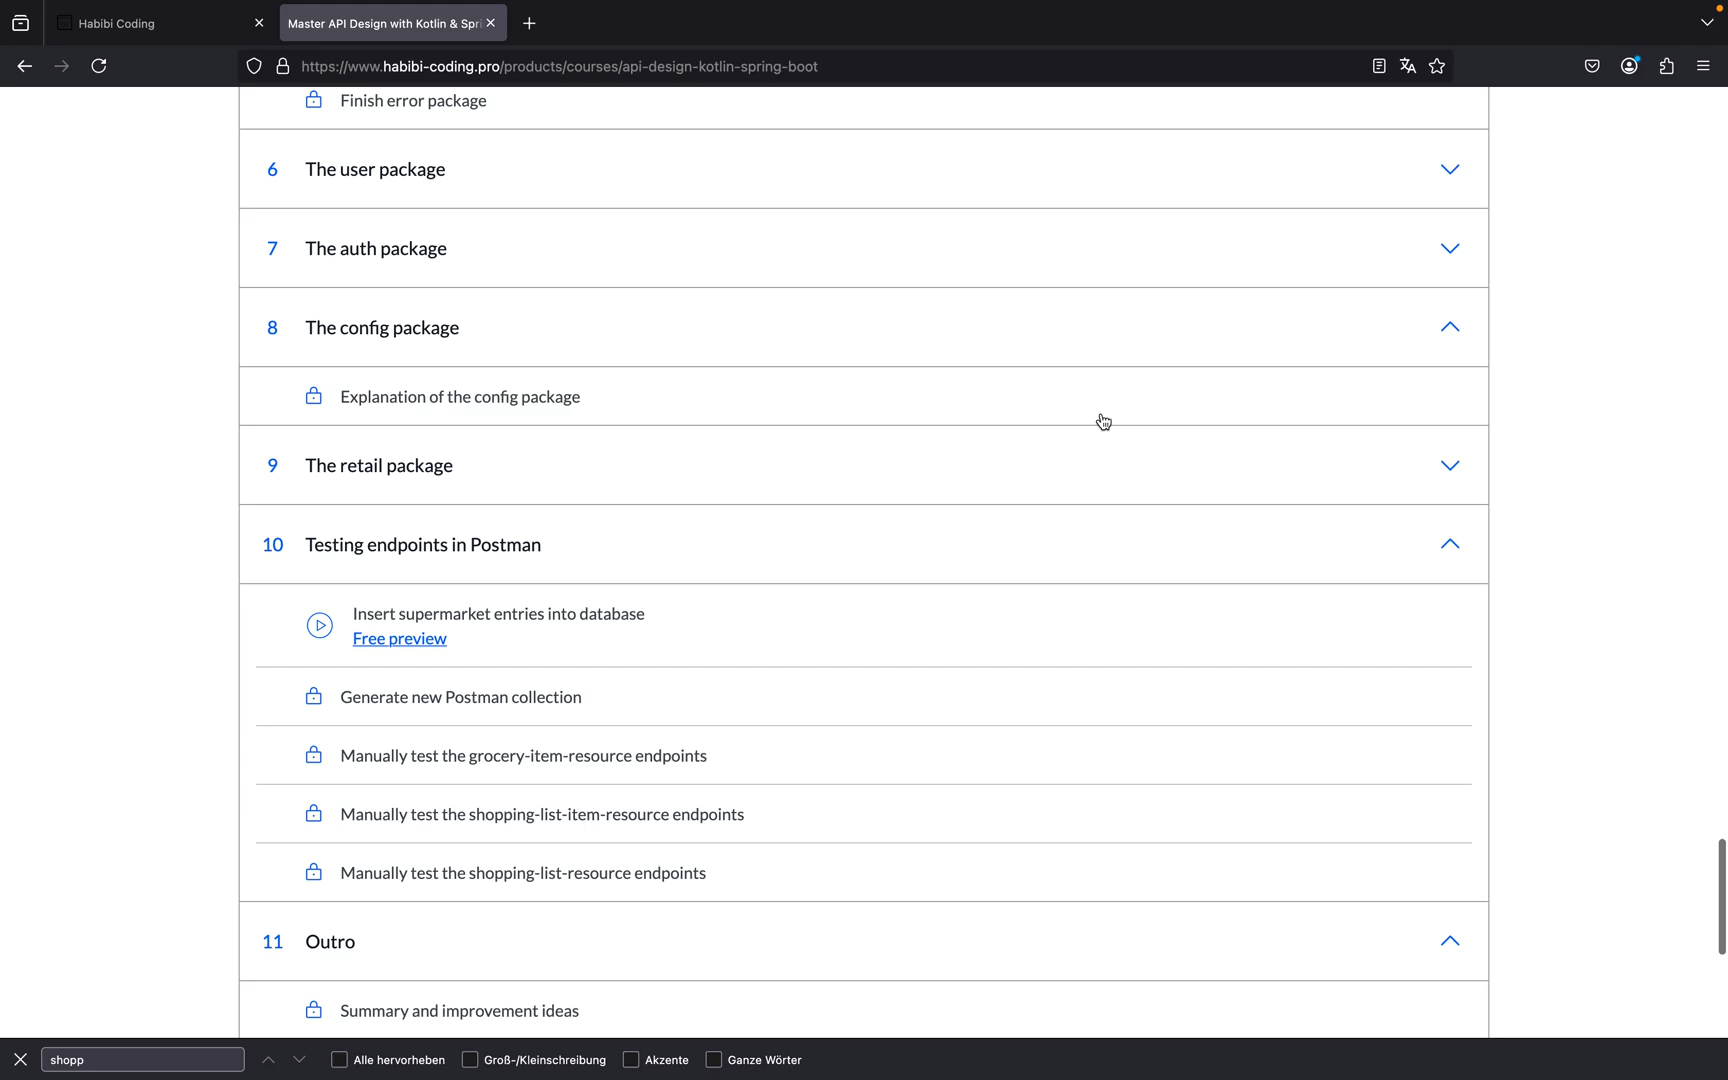 Habibi Coding
Master API Design with Kotlin & Spri
https://www.habibi-coding.pro/products/courses/api-design-kotlin-spring-boot
Finish error package
6 The user package
7 The auth package
8 The config package
Explanation of the config package
9 The retail package
10 Testing endpoints in Postman
Insert supermarket entries into database
Free preview
Generate new Postman collection
Manually test the grocery-item-resource endpoints
Manually test the shopping-list-item-resource endpoints
Manually test the shopping-list-resource endpoints
11 Outro
Summary and improvement ideas
shopp Alle hervorheben Groß-/Kleinschreibung Akzente Ganze Wörter